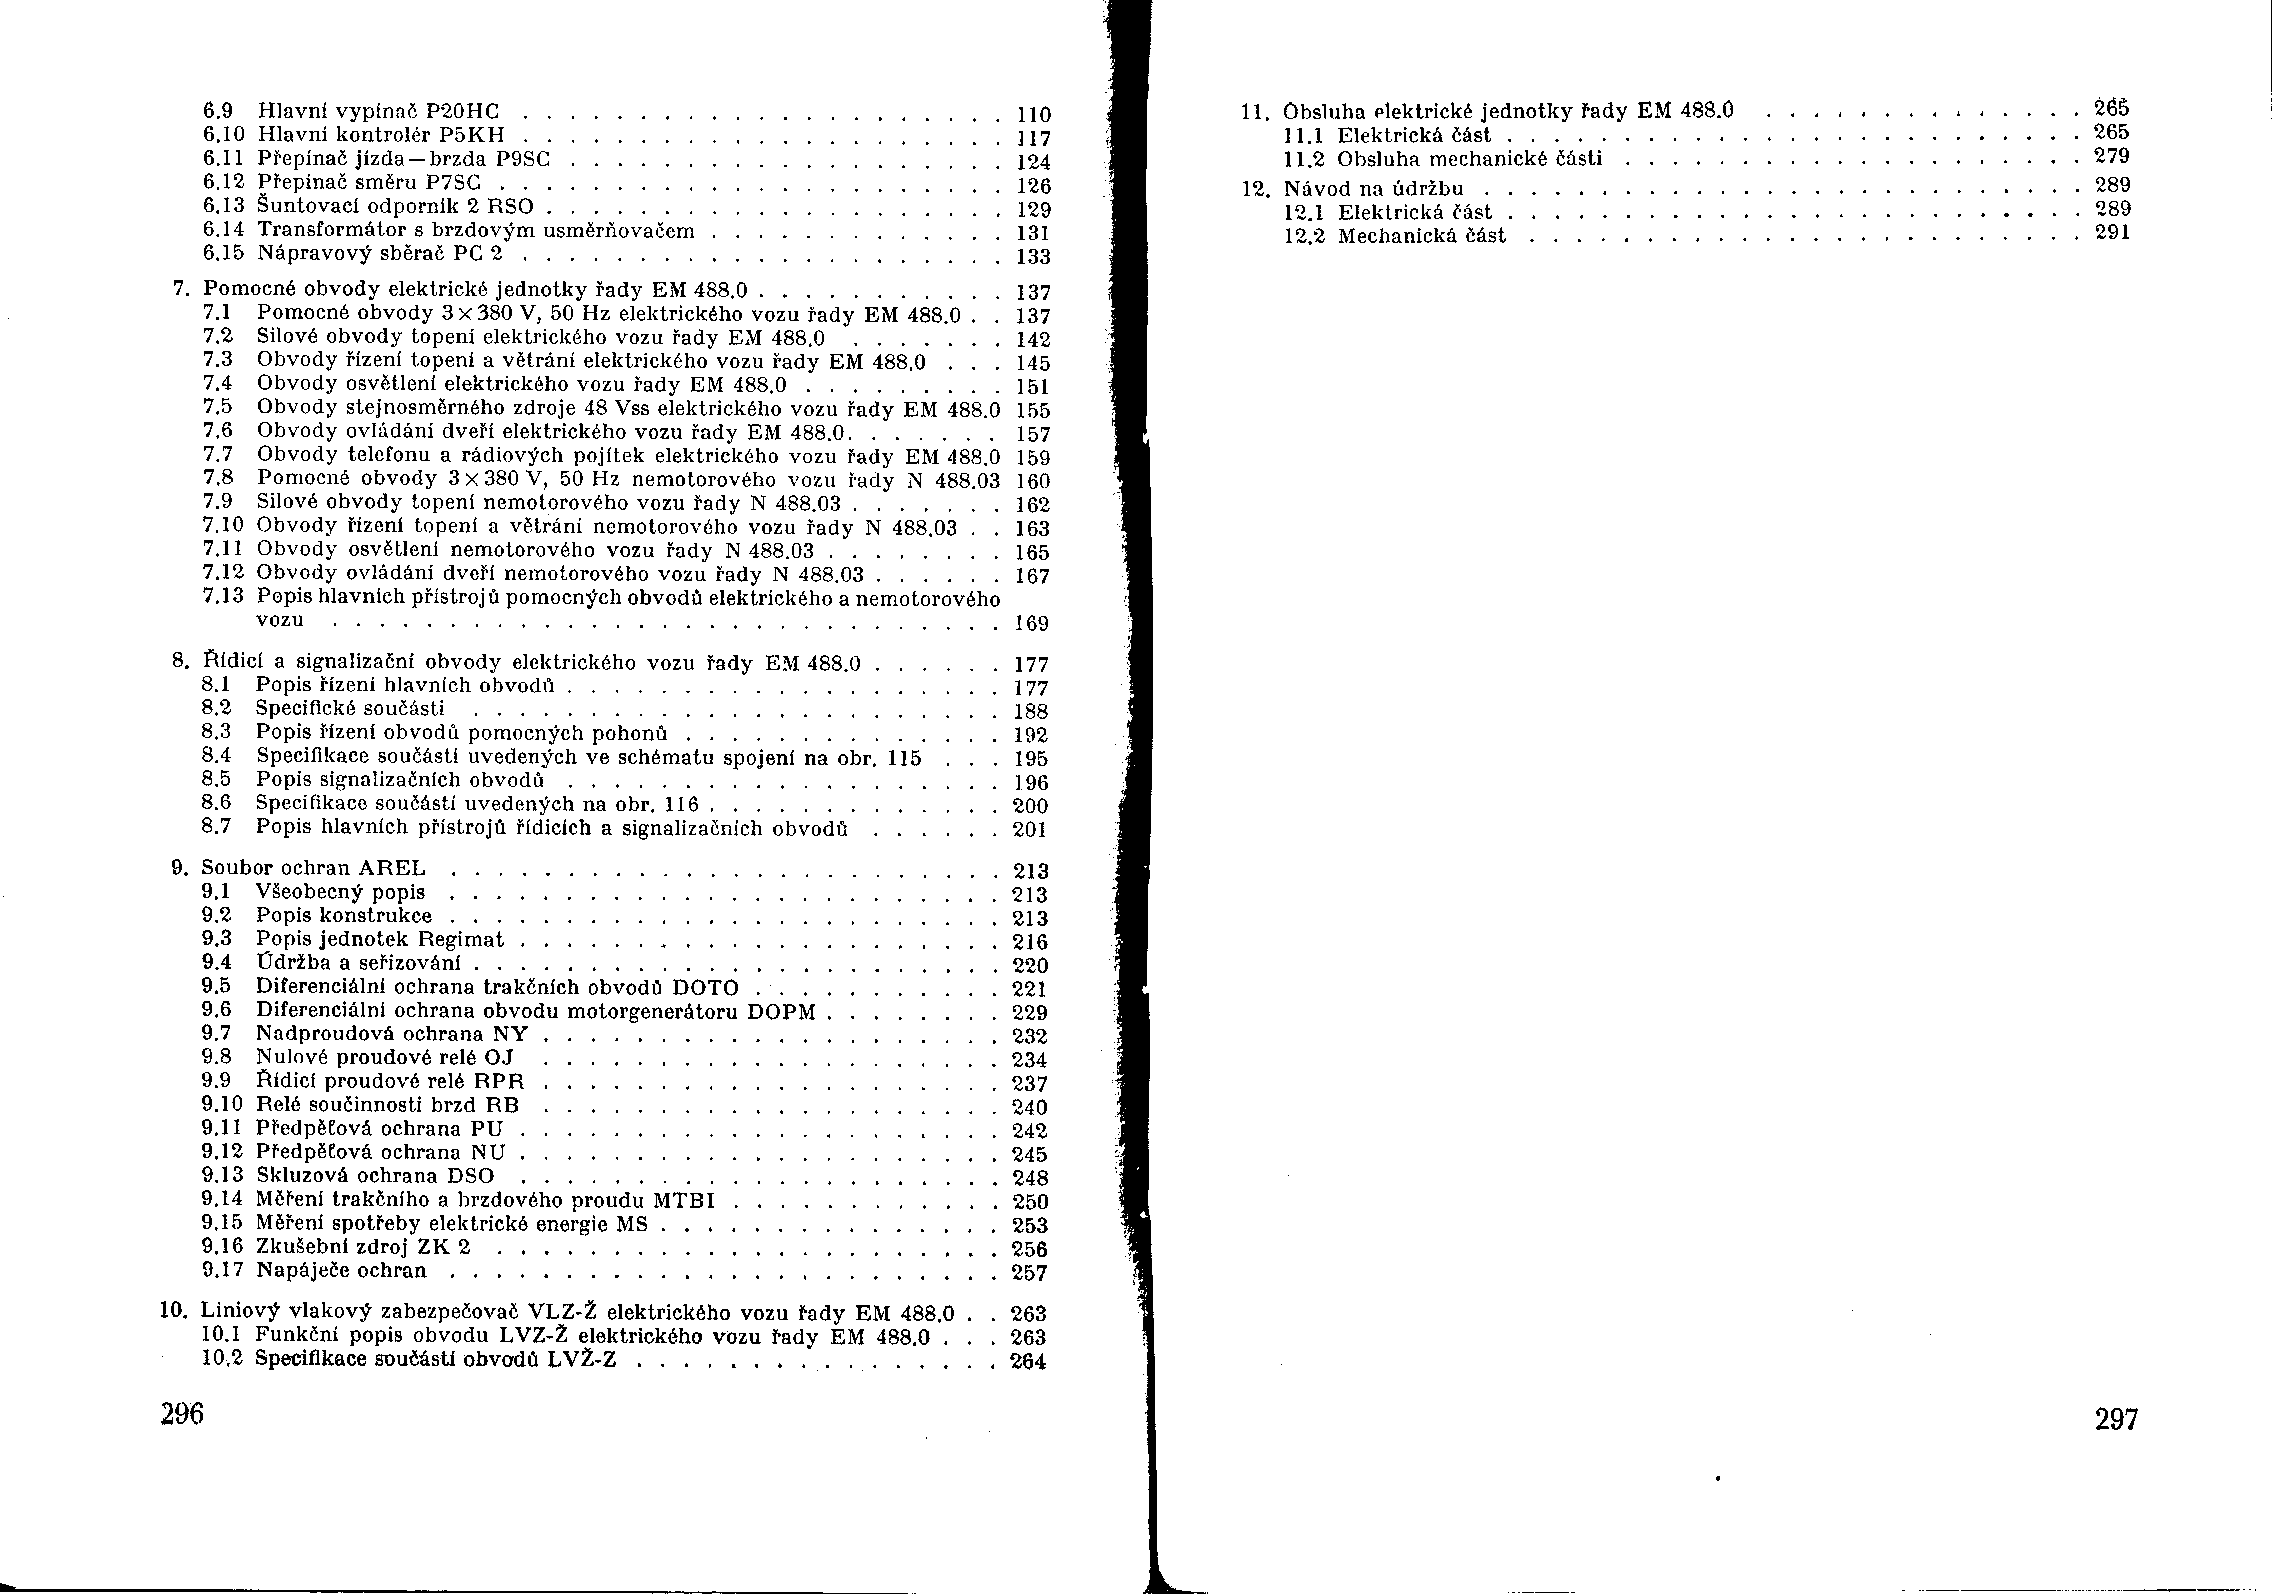 6.9 Hlavní vypínač P20HC . . . . . . . . . . . . . . . . . . . . . 110
6.10 Hlavní kontrolér P5KH . . . . . . . . . . . . . . . . . . . . . 117
6.11 Přepínač jízda—brzda P9SC . . . . . . . . . . . . . . . . . . . 124
6.12 Přepínač směru P7SC . . . . . . . . . . . . . . . . . . . . . . 126
6.13 Šuntovací odporník 2 RSO . . . . . . . . . . . . . . . . . . . . 129
6.14 Transformátor s brzdovým usměrňovačem . . . . . . . . . . . . . 131
6.15 Nápravový sběrač PC 2 . . . . . . . . . . . . . . . . . . . . . 133
7. Pomocné obvody elektrické jednotky řady EM 488.0 . . . . . . . . . . . 137
7.1 Pomocné obvody 3×380 V, 50 Hz elektrického vozu řady EM 488.0 . . 137
7.2 Silové obvody topení elektrického vozu řady EM 488.0 . . . . . . . 142
7.3 Obvody řízení topení a větrání elektrického vozu řady EM 488.0 . . . 145
7.4 Obvody osvětlení elektrického vozu řady EM 488.0 . . . . . . . . . 151
7.5 Obvody stejnosměrného zdroje 48 Vss elektrického vozu řady EM 488.0 155
7.6 Obvody ovládání dveří elektrického vozu řady EM 488.0. . . . . . . 157
7.7 Obvody telefonu a rádiových pojítek elektrického vozu řady EM 488.0 159
7.8 Pomocné obvody 3×380 V, 50 Hz nemotorového vozu řady N 488.03 160
7.9 Silové obvody topení nemotorového vozu řady N 488.03 . . . . . . . 162
7.10 Obvody řízení topení a větrání nemotorového vozu řady N 488.03 . . 163
7.11 Obvody osvětlení nemotorového vozu řady N 488.03 . . . . . . . . 165
7.12 Obvody ovládání dveří nemotorového vozu řady N 488.03 . . . . . . 167
7.13 Popis hlavních přístrojů pomocných obvodů elektrického a nemotorového
vozu . . . . . . . . . . . . . . . . . . . . . . . . . . . . . 169
8. Řídicí a signalizační obvody elektrického vozu řady EM 488.0 . . . . . . 177
8.1 Popis řízení hlavních obvodů . . . . . . . . . . . . . . . . . . . 177
8.2 Specifické součásti . . . . . . . . . . . . . . . . . . . . . . . 188
8.3 Popis řízení obvodů pomocných pohonů . . . . . . . . . . . . . . 192
8.4 Specifikace součástí uvedených ve schématu spojení na obr. 115 . . . 195
8.5 Popis signalizačních obvodů . . . . . . . . . . . . . . . . . . . 196
8.6 Specifikace součástí uvedených na obr. 116 . . . . . . . . . . . . . 200
8.7 Popis hlavních přístrojů řídicích a signalizačních obvodů . . . . . . 201
9. Soubor ochran AREL . . . . . . . . . . . . . . . . . . . . . . . . 213
9.1 Všeobecný popis . . . . . . . . . . . . . . . . . . . . . . . . 213
9.2 Popis konstrukce . . . . . . . . . . . . . . . . . . . . . . . . 213
9.3 Popis jednotek Regimat . . . . . . . . . . . . . . . . . . . . . 216
9.4 Údržba a seřizování . . . . . . . . . . . . . . . . . . . . . . . 220
9.5 Diferenciální ochrana trakčních obvodů DOTO . . . . . . . . . . . 221
9.6 Diferenciální ochrana obvodu motorgenerátoru DOPM . . . . . . . . 229
9.7 Nadproudová ochrana NY . . . . . . . . . . . . . . . . . . . . 232
9.8 Nulové proudové relé OJ . . . . . . . . . . . . . . . . . . . . 234
9.9 Řídicí proudové relé RPR . . . . . . . . . . . . . . . . . . . . 237
9.10 Relé součinnosti brzd RB . . . . . . . . . . . . . . . . . . . . 240
9.11 Předpěťová ochrana PU . . . . . . . . . . . . . . . . . . . . . 242
9.12 Předpěťová ochrana NU . . . . . . . . . . . . . . . . . . . . . 245
9.13 Skluzová ochrana DSO . . . . . . . . . . . . . . . . . . . . . 248
9.14 Měření trakčního a brzdového proudu MTBI . . . . . . . . . . . . 250
9.15 Měření spotřeby elektrické energie MS . . . . . . . . . . . . . . . 253
9.16 Zkušební zdroj ZK 2 . . . . . . . . . . . . . . . . . . . . . . 256
9.17 Napáječe ochran . . . . . . . . . . . . . . . . . . . . . . . . 257
10. Liniový vlakový zabezpečovač VLZ-Ž elektrického vozu řady EM 488.0 . . 263
10.1 Funkční popis obvodu LVZ-Ž elektrického vozu řady EM 488.0 . . . 263
10.2 Specifikace součástí obvodů LVŽ-Z . . . . . . . . . . . . . . . . 264
296
11. Obsluha elektrické jednotky řady EM 488.0 . . . . . . . . . . . . . . 265
11.1 Elektrická část . . . . . . . . . . . . . . . . . . . . . . . . . 265
11.2 Obsluha mechanické části . . . . . . . . . . . . . . . . . . . . 279
12. Návod na údržbu . . . . . . . . . . . . . . . . . . . . . . . . . . 289
12.1 Elektrická část . . . . . . . . . . . . . . . . . . . . . . . . . 289
12.2 Mechanická část . . . . . . . . . . . . . . . . . . . . . . . . 291
297